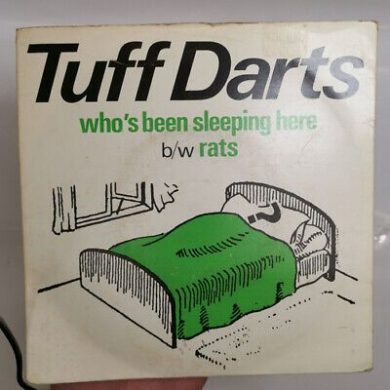 Tuff Darts
who's been sleeping here
b/w rats
?